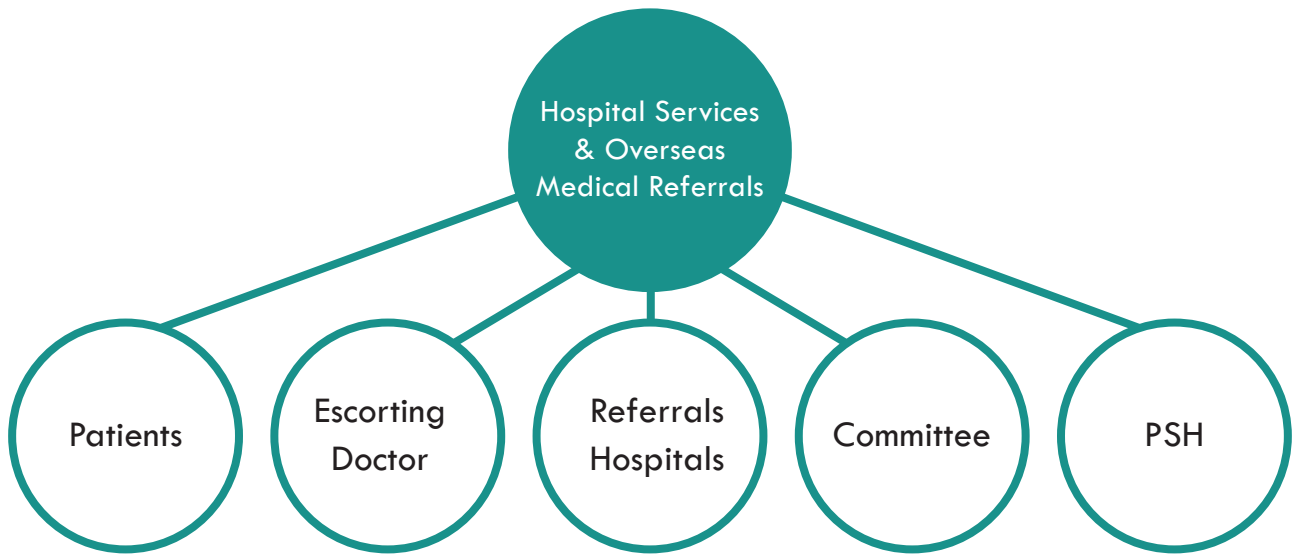 Hospital Services
& Overseas
Medical Referrals
Patients
Escorting
Doctor
Referrals
Hospitals
Committee
PSH